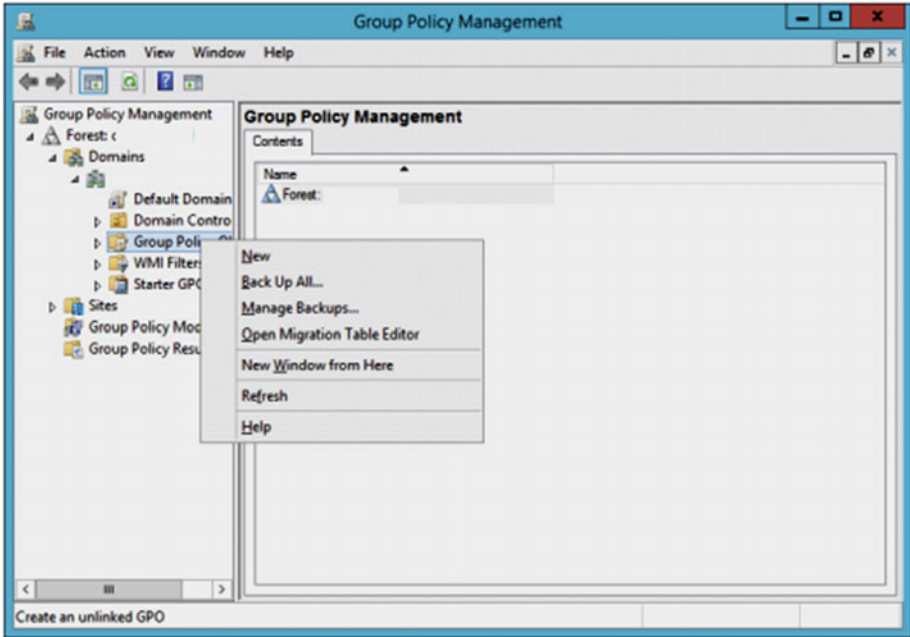 Group Policy Management
File Action View Window Help
Group Policy Management
Forest:
Domains
Default Domain
Domain Contro
Group Poli
WMI Filter
Starter GPO
Sites
Group Policy Mod
Group Policy Resu
Group Policy Management
Contents
Name
Forest:
New
Back Up All...
Manage Backups...
Open Migration Table Editor
New Window from Here
Refresh
Help
Create an unlinked GPO